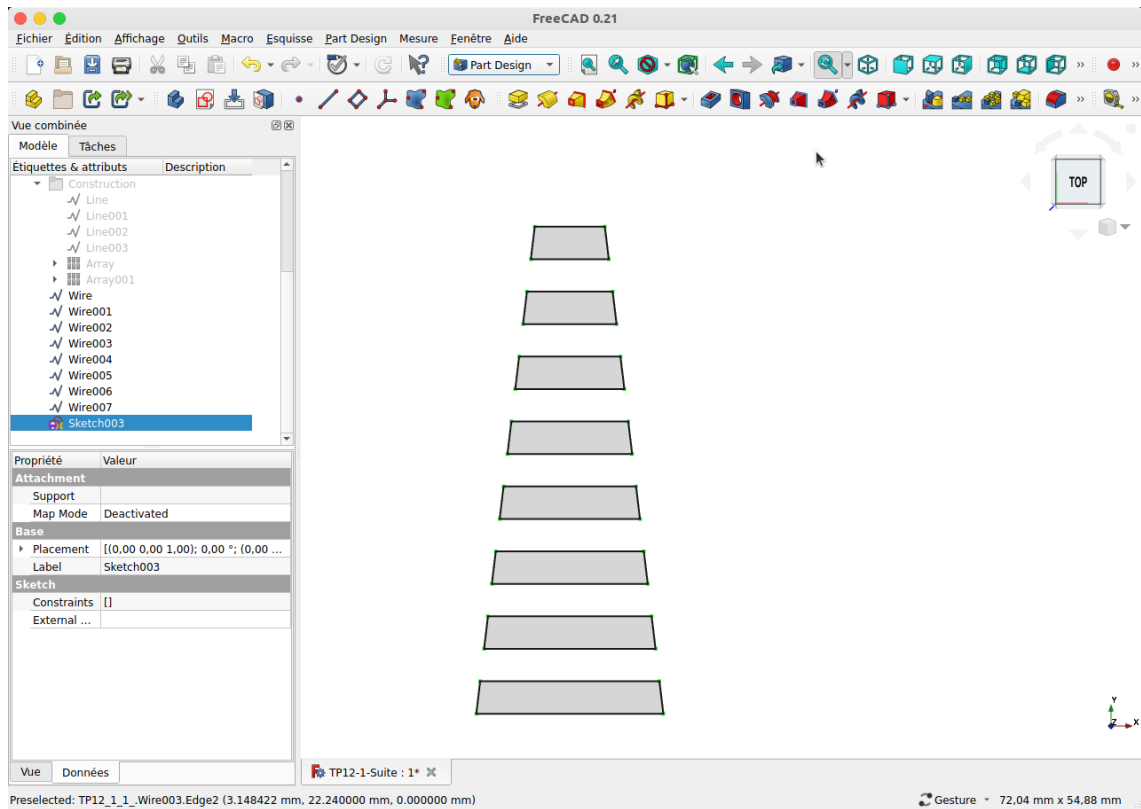 FreeCAD 0.21
Fichier Édition Affichage Outils Macro Esquisse Part Design Mesure Fenêtre Aide
Part Design
Vue combinée
Modèle Tâches
Étiquettes & attributs Description
Construction
Line
Line001
Line002
Line003
Array
Array001
Wire
Wire001
Wire002
Wire003
Wire004
Wire005
Wire006
Wire007
Sketch003
TOP
Propriété Valeur
Attachment
Support
Map Mode Deactivated
Base
Placement [(0,00 0,00 1,00); 0,00 °; (0,00 ...
Label Sketch003
Sketch
Constraints []
External ...
Y
Z X
Vue Données
TP12-1-Suite : 1*
Preselected: TP12_1_1_.Wire003.Edge2 (3.148422 mm, 22.240000 mm, 0.000000 mm)
Gesture 72,04 mm x 54,88 mm